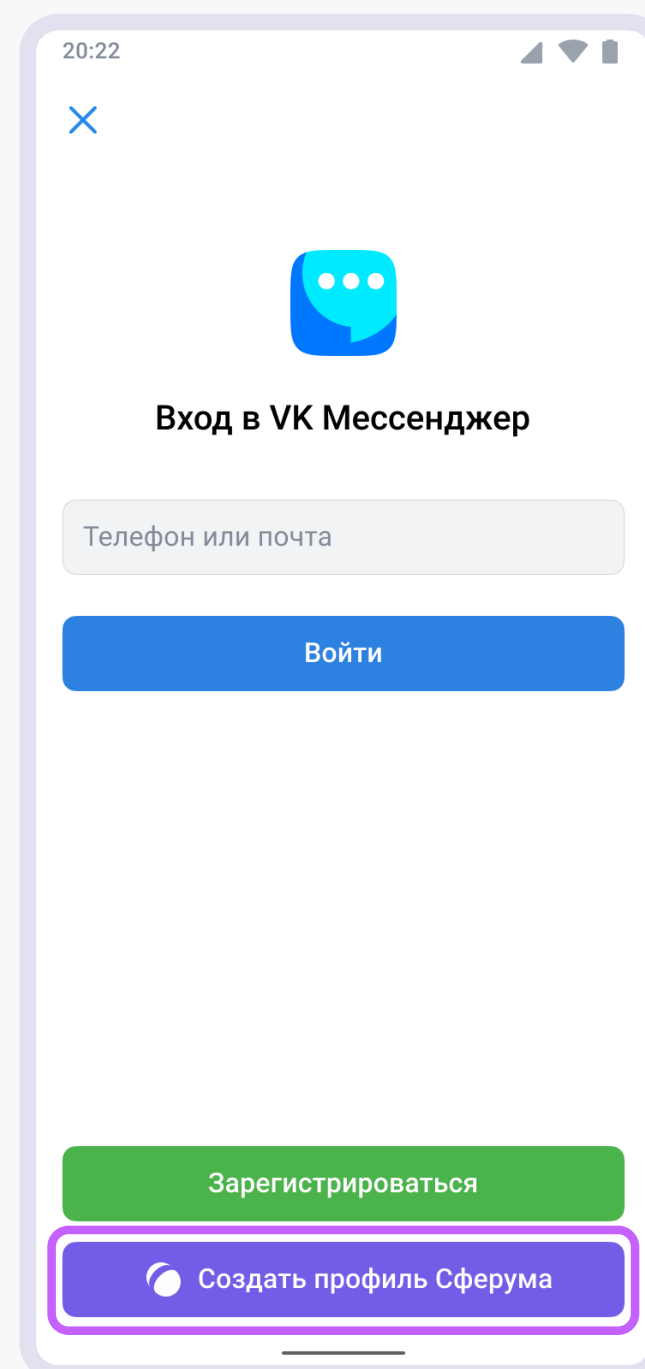 20:22
Вход в VK Мессенджер
Телефон или почта
Войти
Зарегистрироваться
Создать профиль Сферума